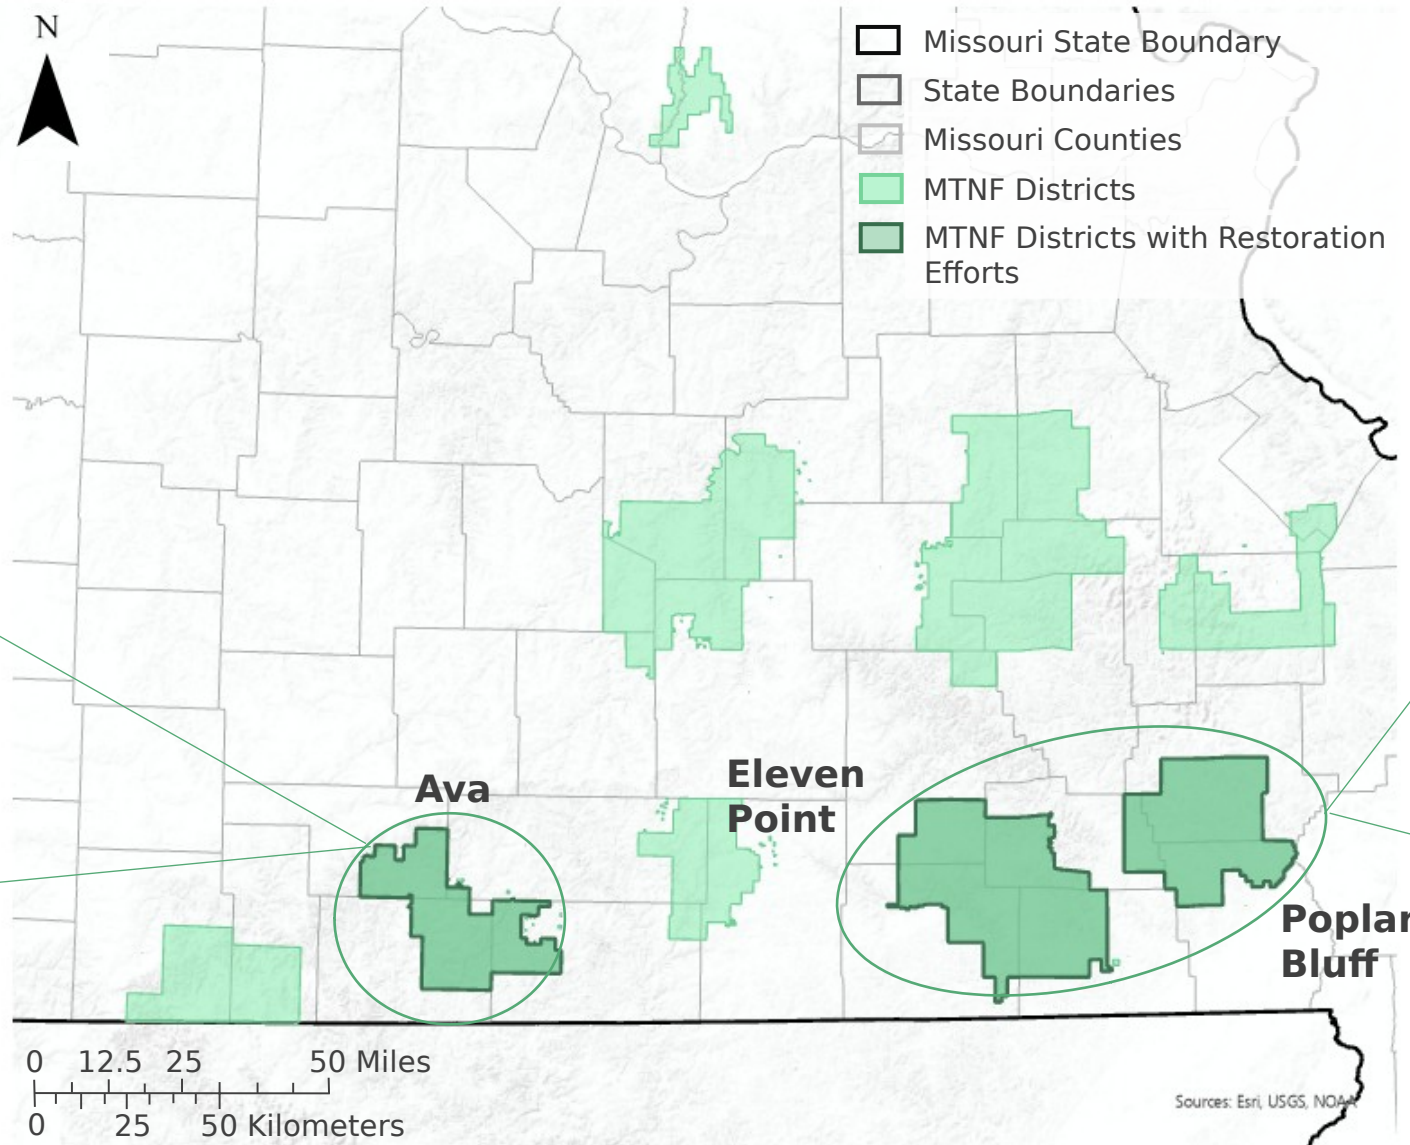 N
Missouri State Boundary
State Boundaries
Missouri Counties
MTNF Districts
MTNF Districts with Restoration
Efforts
Eleven
Point
Ava
Poplar
Bluff
0 12.5 25 50 Miles
0 25 50 Kilometers
Sources: Esri, USGS, NOAA